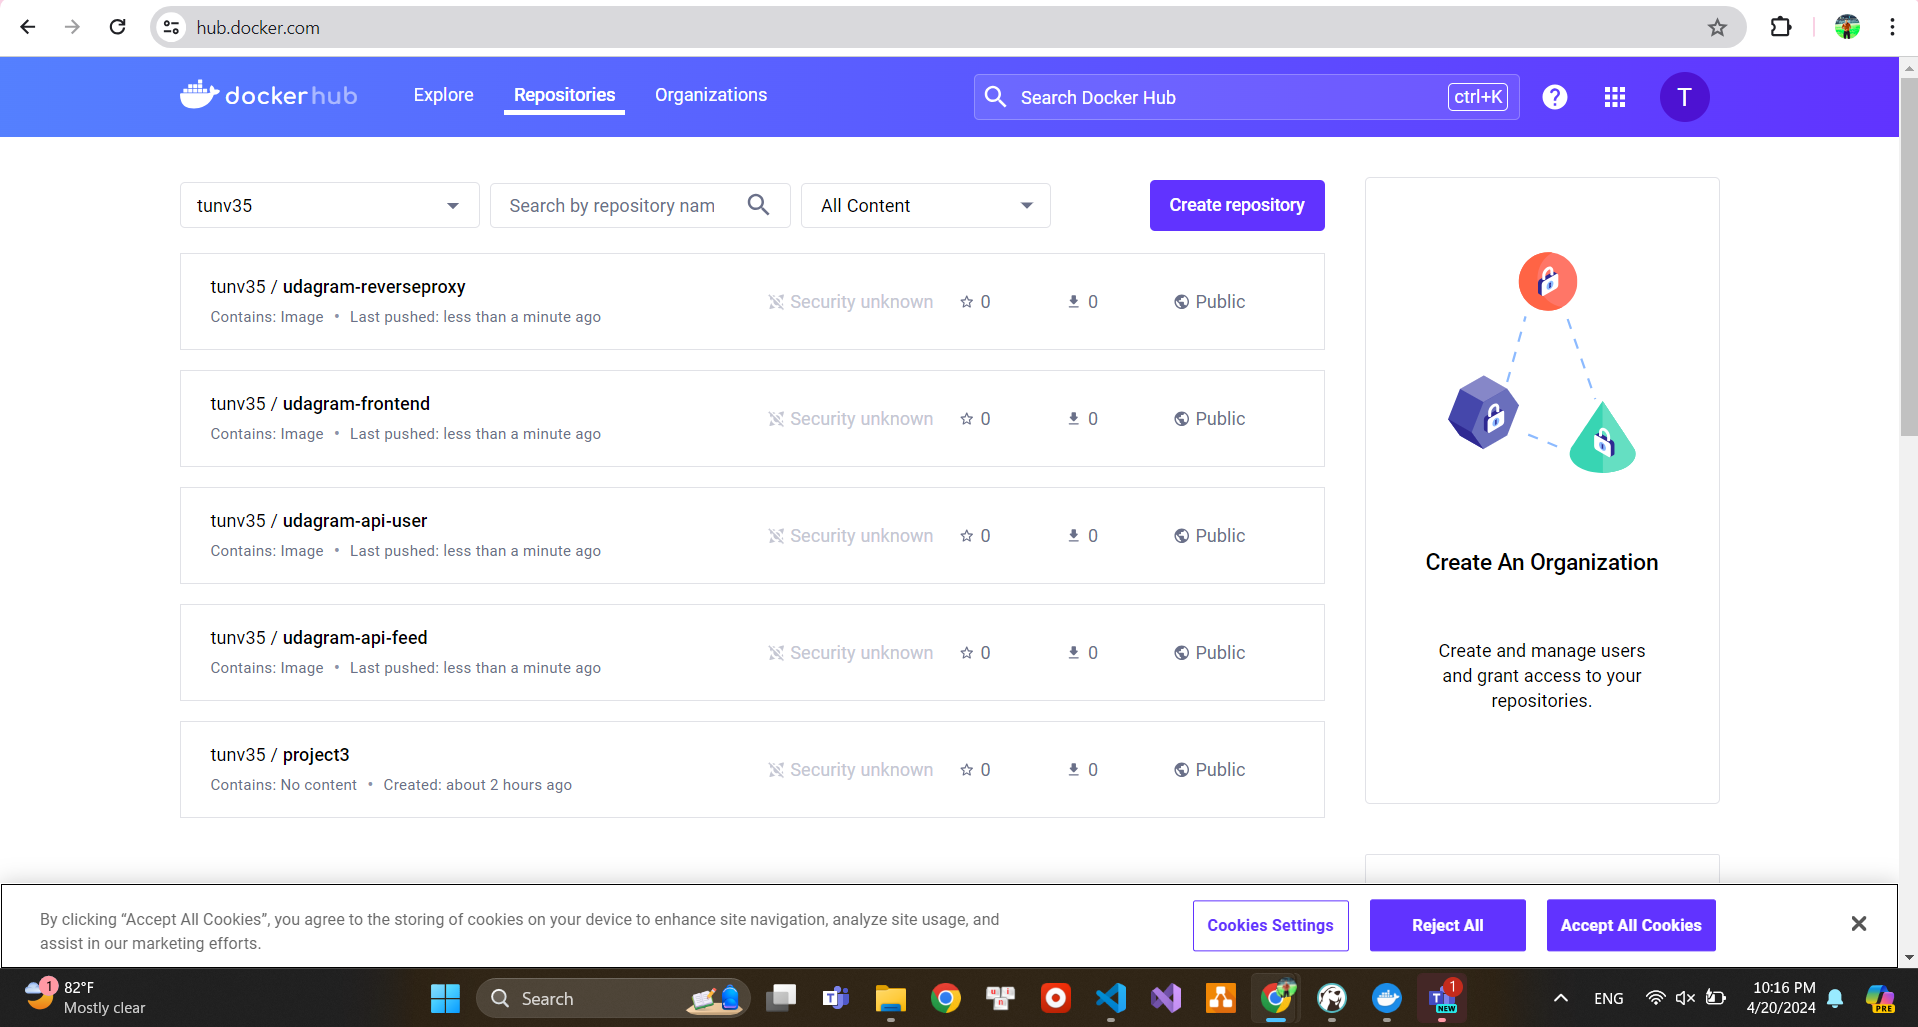 hub.docker.com
docker hub
Explore
Repositories
Organizations
Search Docker Hub
ctrl+K
T
tunv35
Search by repository nam
All Content
Create repository
tunv35 / udagram-reverseproxy
Contains: Image • Last pushed: less than a minute ago
Security unknown
0
0
Public
tunv35 / udagram-frontend
Contains: Image • Last pushed: less than a minute ago
Security unknown
0
0
Public
tunv35 / udagram-api-user
Contains: Image • Last pushed: less than a minute ago
Security unknown
0
0
Public
tunv35 / udagram-api-feed
Contains: Image • Last pushed: less than a minute ago
Security unknown
0
0
Public
tunv35 / project3
Contains: No content • Created: about 2 hours ago
Security unknown
0
0
Public
Create An Organization
Create and manage users
and grant access to your
repositories.
By clicking “Accept All Cookies”, you agree to the storing of cookies on your device to enhance site navigation, analyze site usage, and
assist in our marketing efforts.
Cookies Settings
Reject All
Accept All Cookies
1
82°F
Mostly clear
Search
1
NEW
ENG
10:16 PM
4/20/2024
PRE